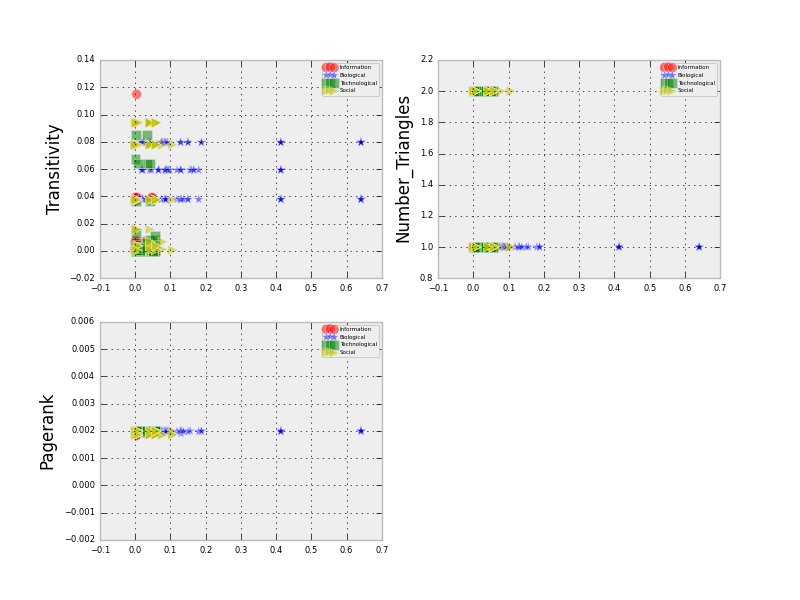 Transitivity
0.14
0.12
0.10
0.08
0.06
0.04
0.02
0.00
−0.02
−0.1 0.0 0.1 0.2 0.3 0.4 0.5 0.6 0.7
Information
Biological
Technological
Social
Number_Triangles
2.2
2.0
1.8
1.6
1.4
1.2
1.0
0.8
−0.1 0.0 0.1 0.2 0.3 0.4 0.5 0.6 0.7
Information
Biological
Technological
Social
Pagerank
0.006
0.005
0.004
0.003
0.002
0.001
0.000
−0.001
−0.002
−0.1 0.0 0.1 0.2 0.3 0.4 0.5 0.6 0.7
Information
Biological
Technological
Social